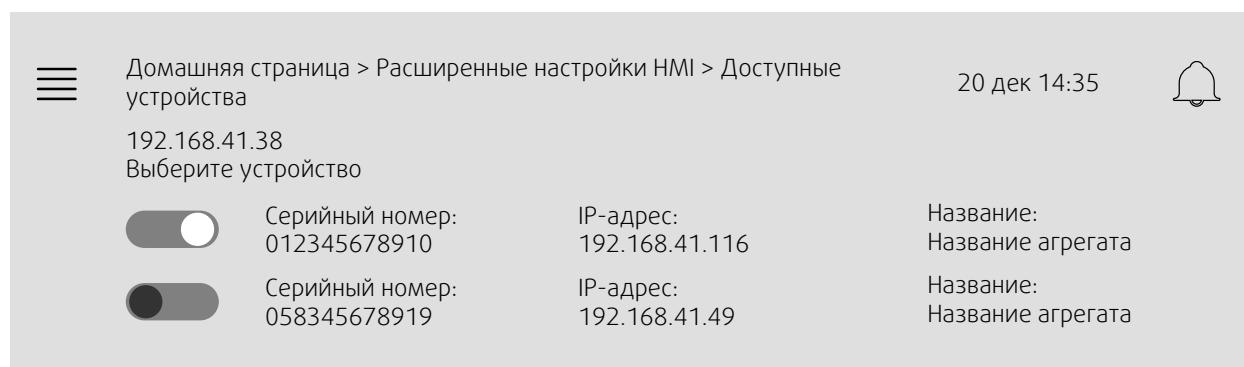 Домашняя страница > Расширенные настройки HMI > Доступные
устройства
20 дек 14:35
192.168.41.38
Выберите устройство
Серийный номер:
012345678910
IP-адрес:
192.168.41.116
Название:
Название агрегата
Серийный номер:
058345678919
IP-адрес:
192.168.41.49
Название:
Название агрегата